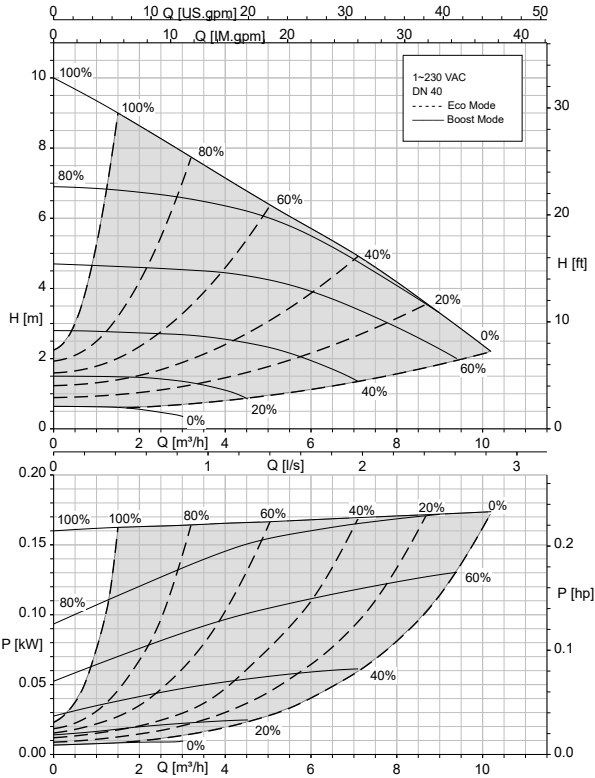 Q [US.gpm]
0 10 20 30 40 50
Q [IM.gpm]
0 10 20 30 40
10 100%
100%
1~230 VAC
DN 40
Eco Mode
Boost Mode
30
8 80%
80%
6 60%
20
40%
H [ft]
4 20%
H [m]
0%
10
2
60%
40%
20%
0%
0 0
0 2 4 6 8 10
Q [m³/h]
0 1 2 3
Q [l/s]
0.20
100% 100% 80% 60% 40% 20% 0%
0.15 0.2
60%
P [hp]
80%
0.10
P [kW]
0.1
0.05
40%
20%
0%
0.00 0.0
0 2 4 6 8 10
Q [m³/h]